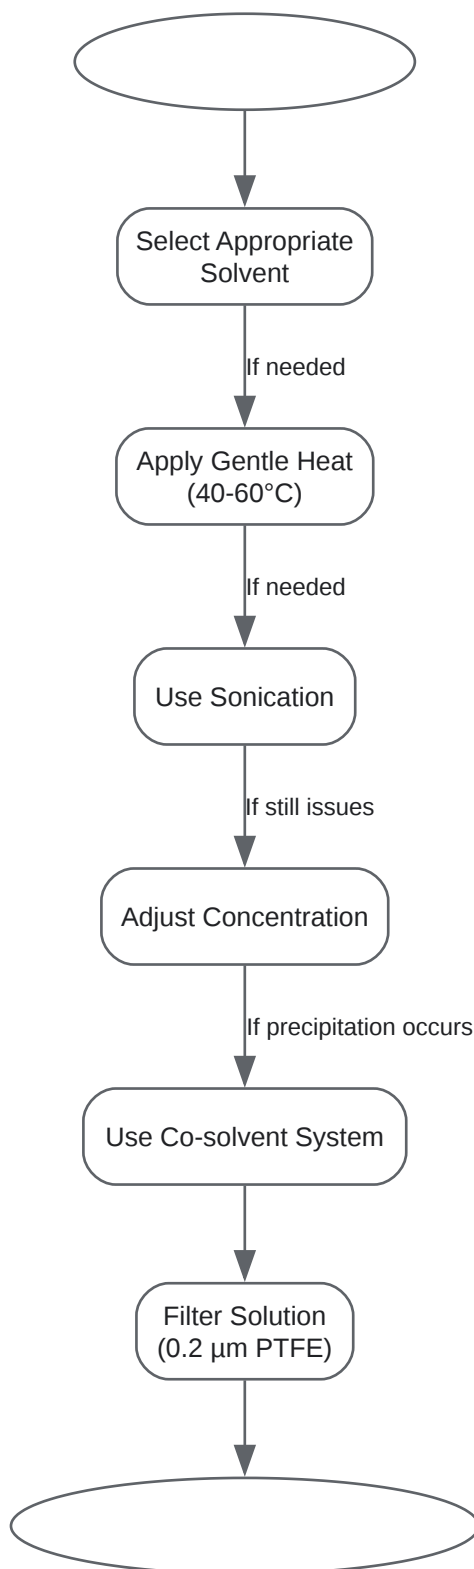 Select Appropriate
Solvent
If needed
Apply Gentle Heat
(40-60°C)
If needed
Use Sonication
If still issues
Adjust Concentration
If precipitation occurs
Use Co-solvent System
Filter Solution
(0.2 µm PTFE)